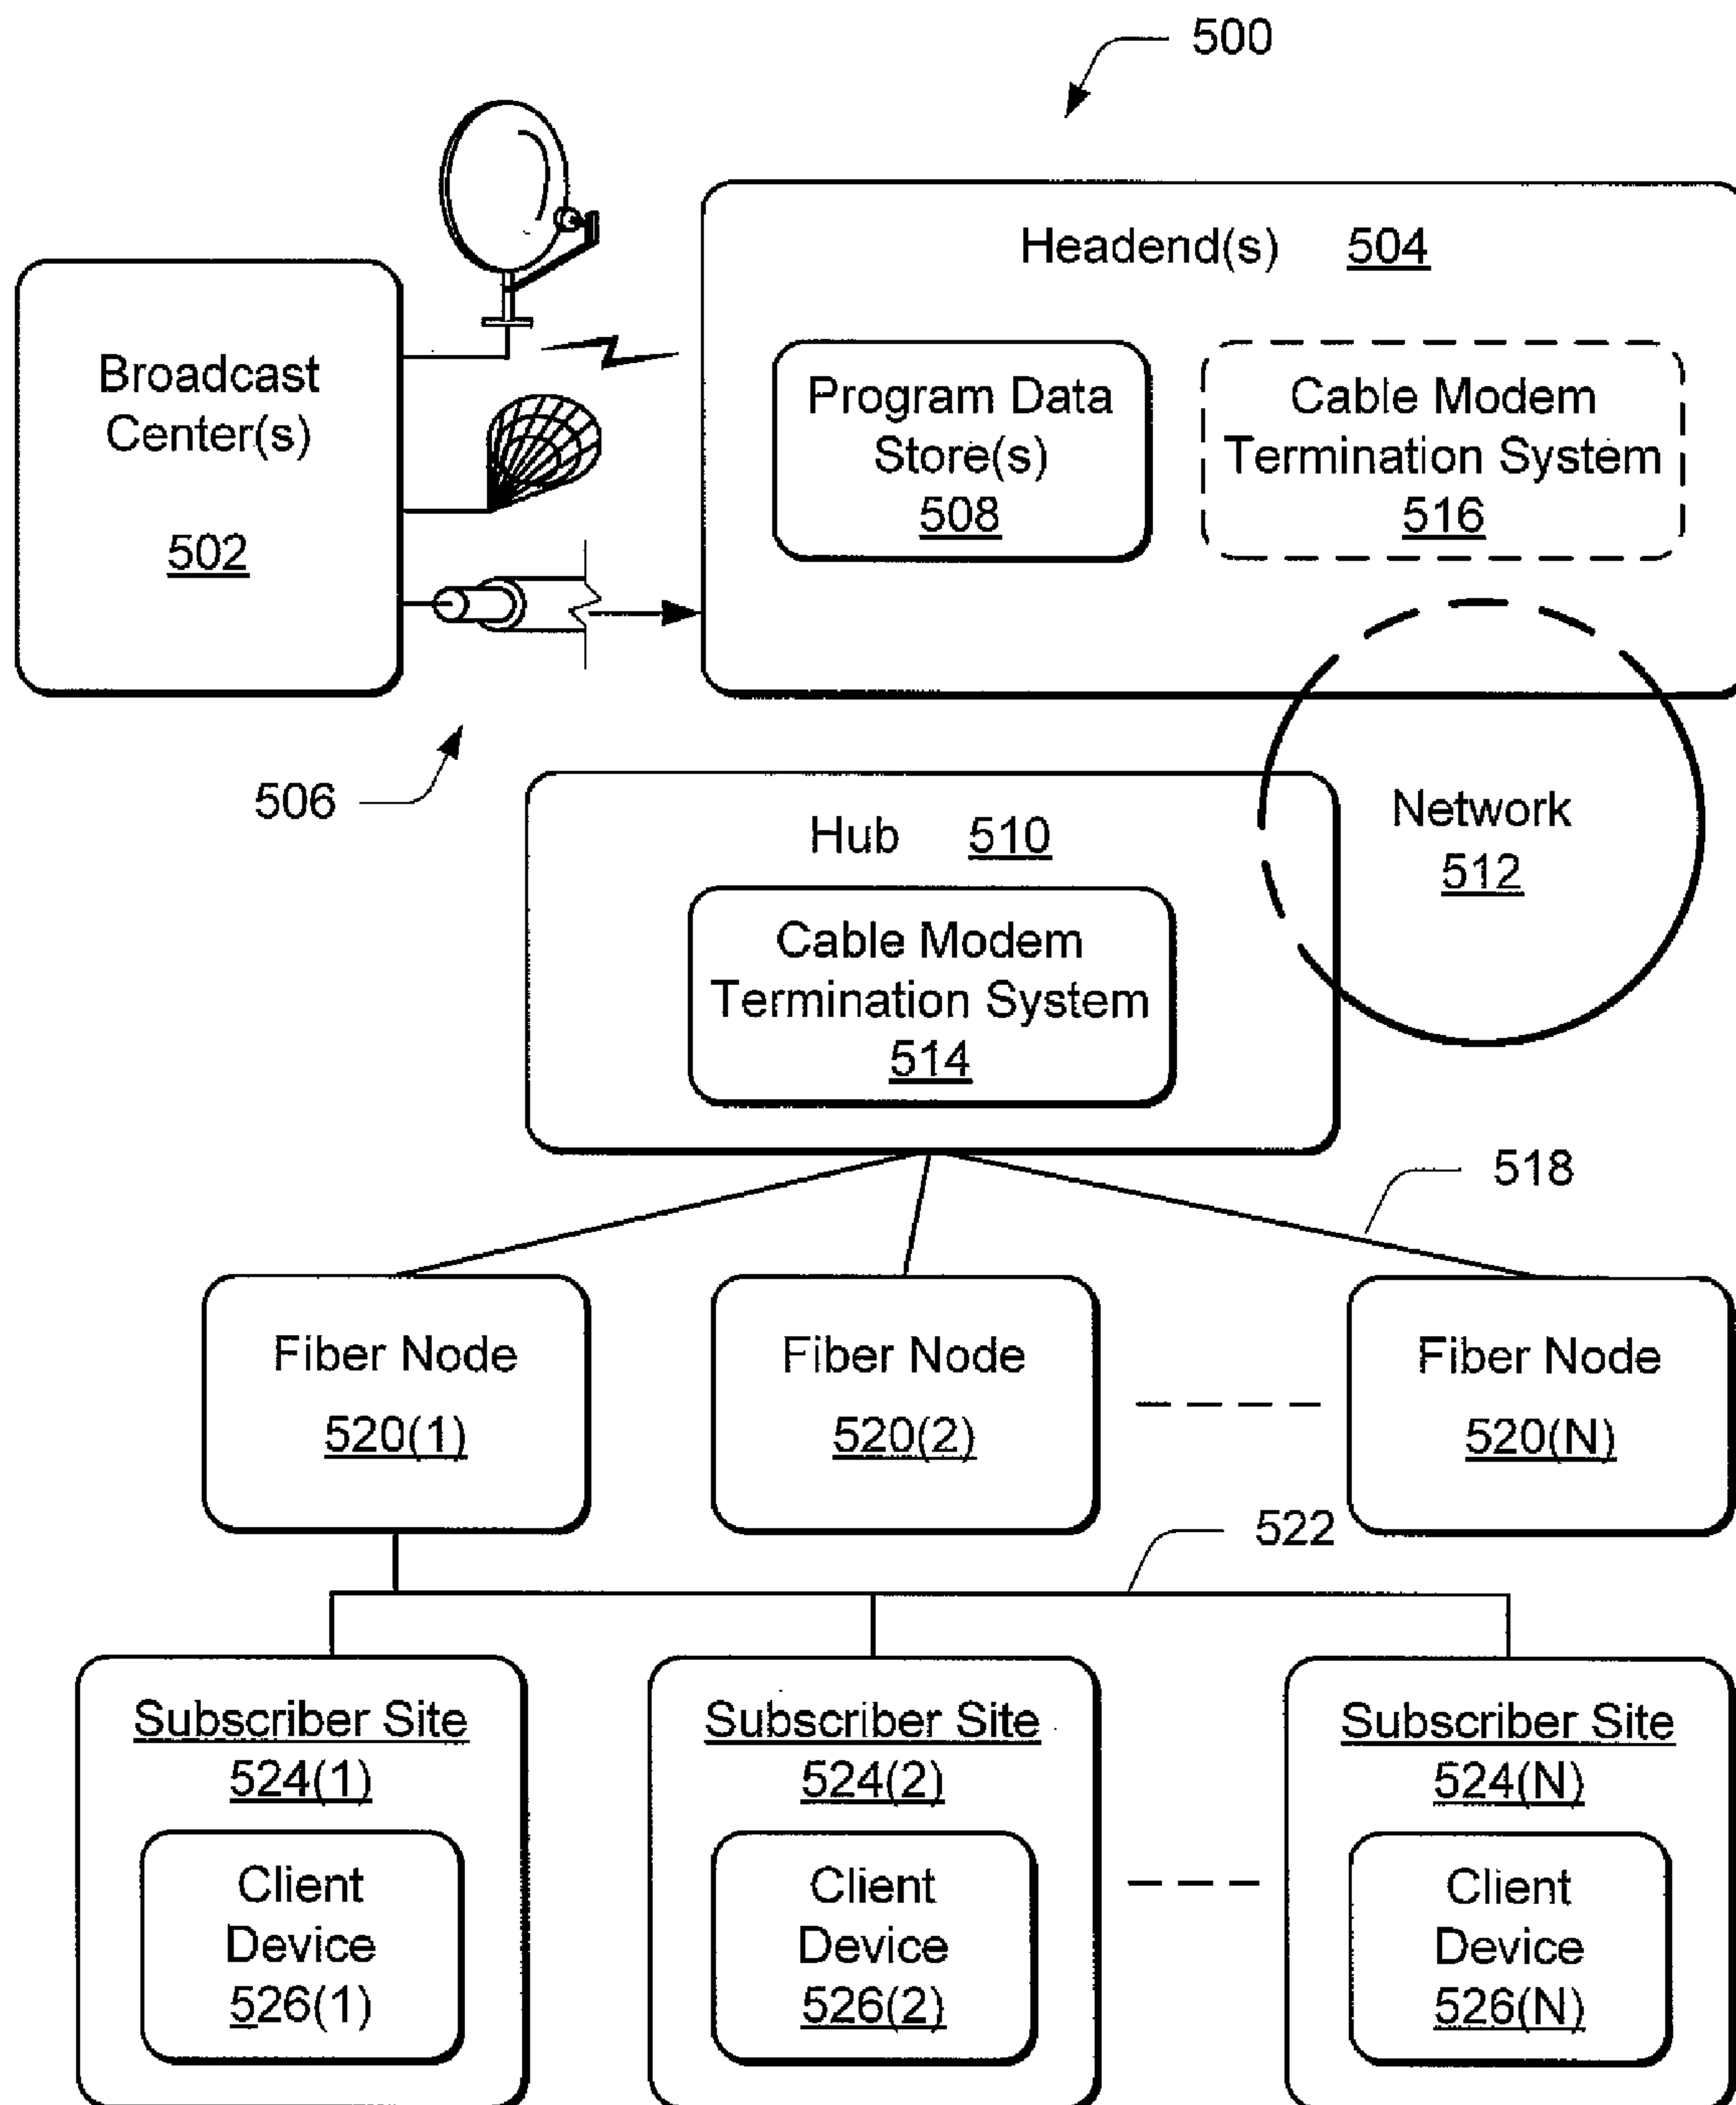 500
Headend(s) 504
Broadcast
Center(s)
502
Program Data
Store(s)
508
Cable Modem
Termination System
516
506
Hub 510
Network
512
Cable Modem
Termination System
514
518
Fiber Node
520(1)
Fiber Node
520(2)
Fiber Node
520(N)
522
Subscriber Site
524(1)
Client
Device
526(1)
Subscriber Site
524(2)
Client
Device
526(2)
Subscriber Site
524(N)
Client
Device
526(N)